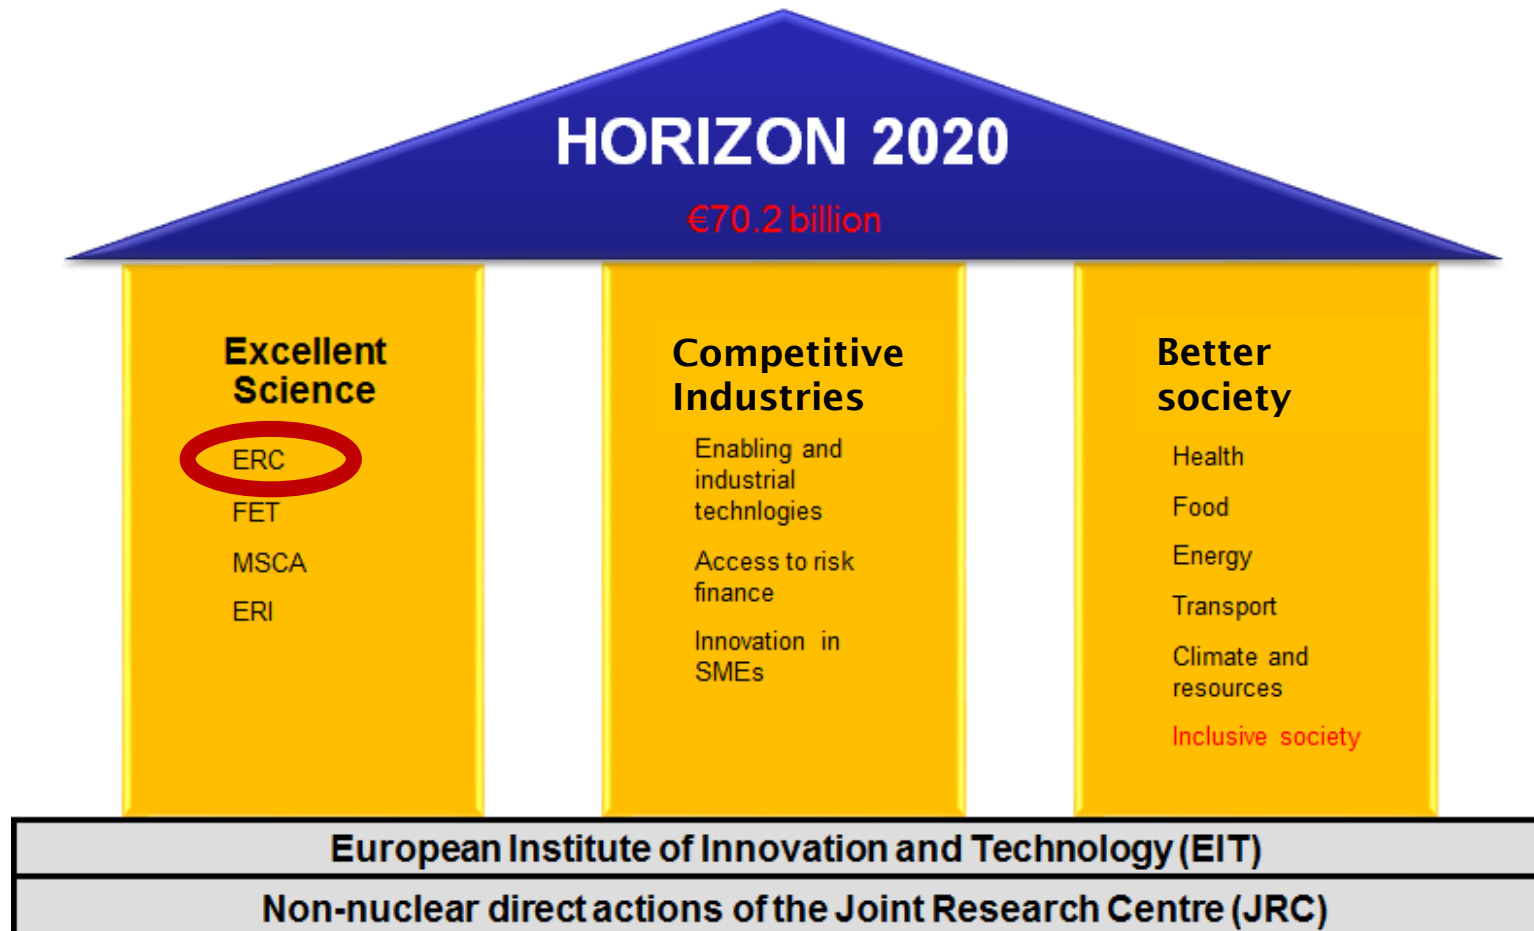 HORIZON 2020
€70.2 billion
Excellent
Science
ERC
FET
MSCA
ERI
Competitive
Industries
Enabling and
industrial
technlogies
Access to risk
finance
Innovation in
SMEs
Better
society
Health
Food
Energy
Transport
Climate and
resources
Inclusive society
European Institute of Innovation and Technology (EIT)
Non-nuclear direct actions of the Joint Research Centre (JRC)